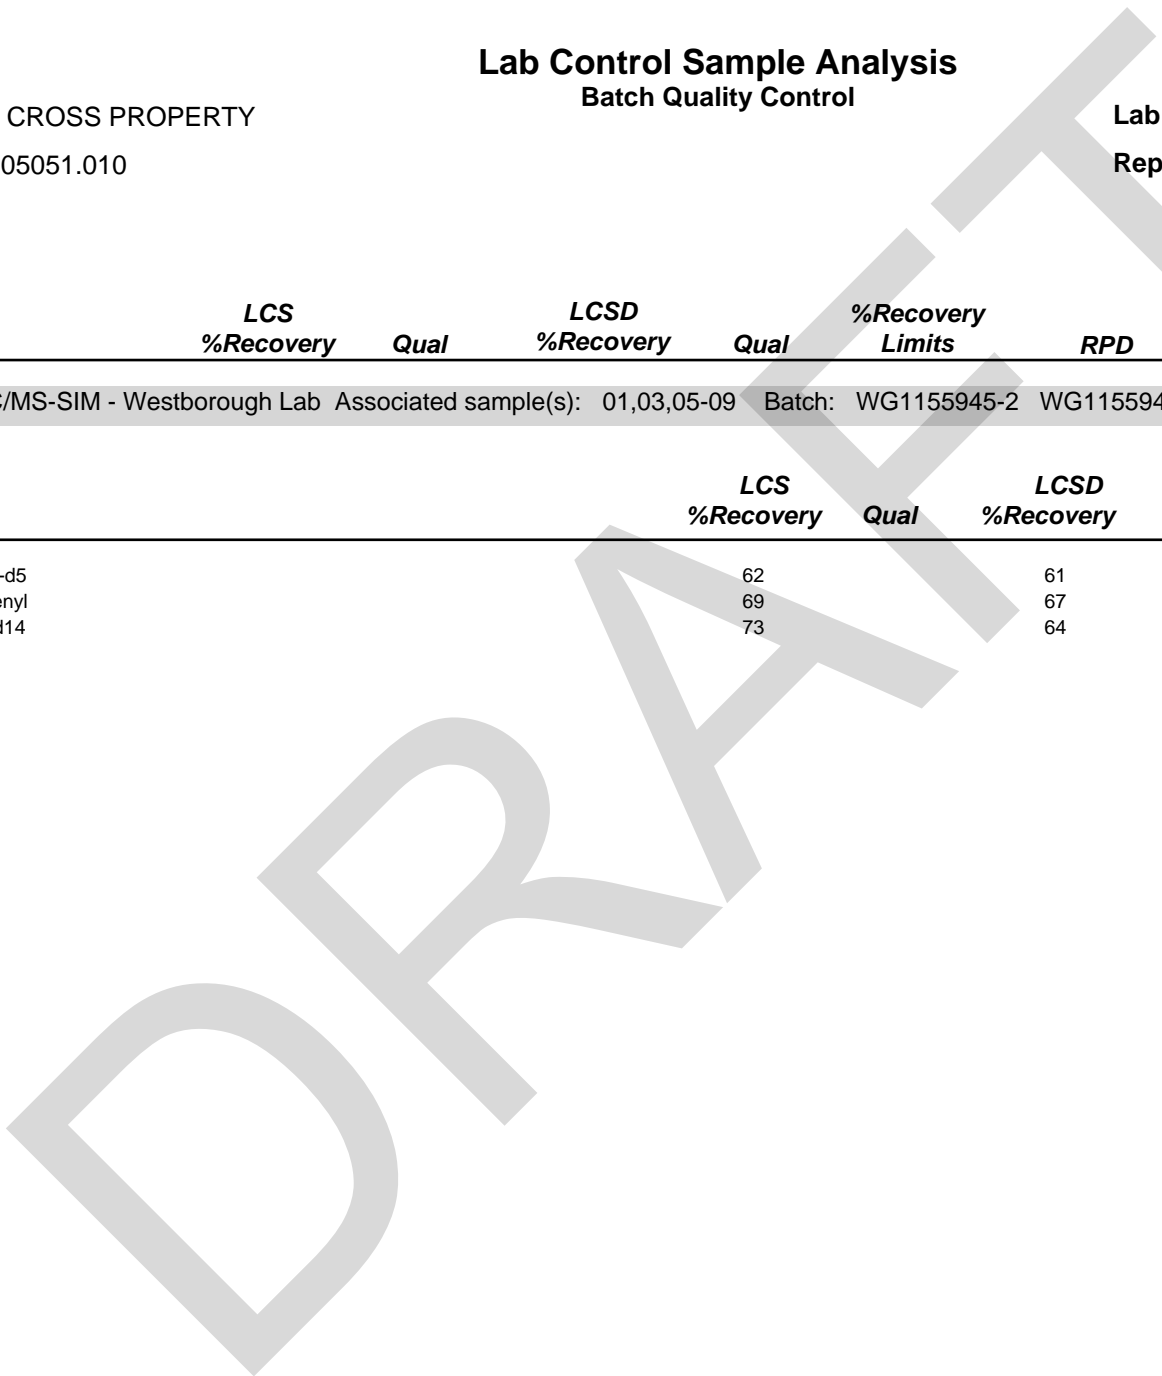 Lab Control Sample Analysis
Batch Quality Control
CROSS PROPERTY
05051.010
Lab
Rep
LCS %Recovery Qual LCSD %Recovery Qual %Recovery Limits RPD
C/MS-SIM - Westborough Lab Associated sample(s): 01,03,05-09 Batch: WG1155945-2 WG115594
LCS %Recovery Qual LCSD %Recovery
-d5 62 61
enyl 69 67
d14 73 64
DRAFT